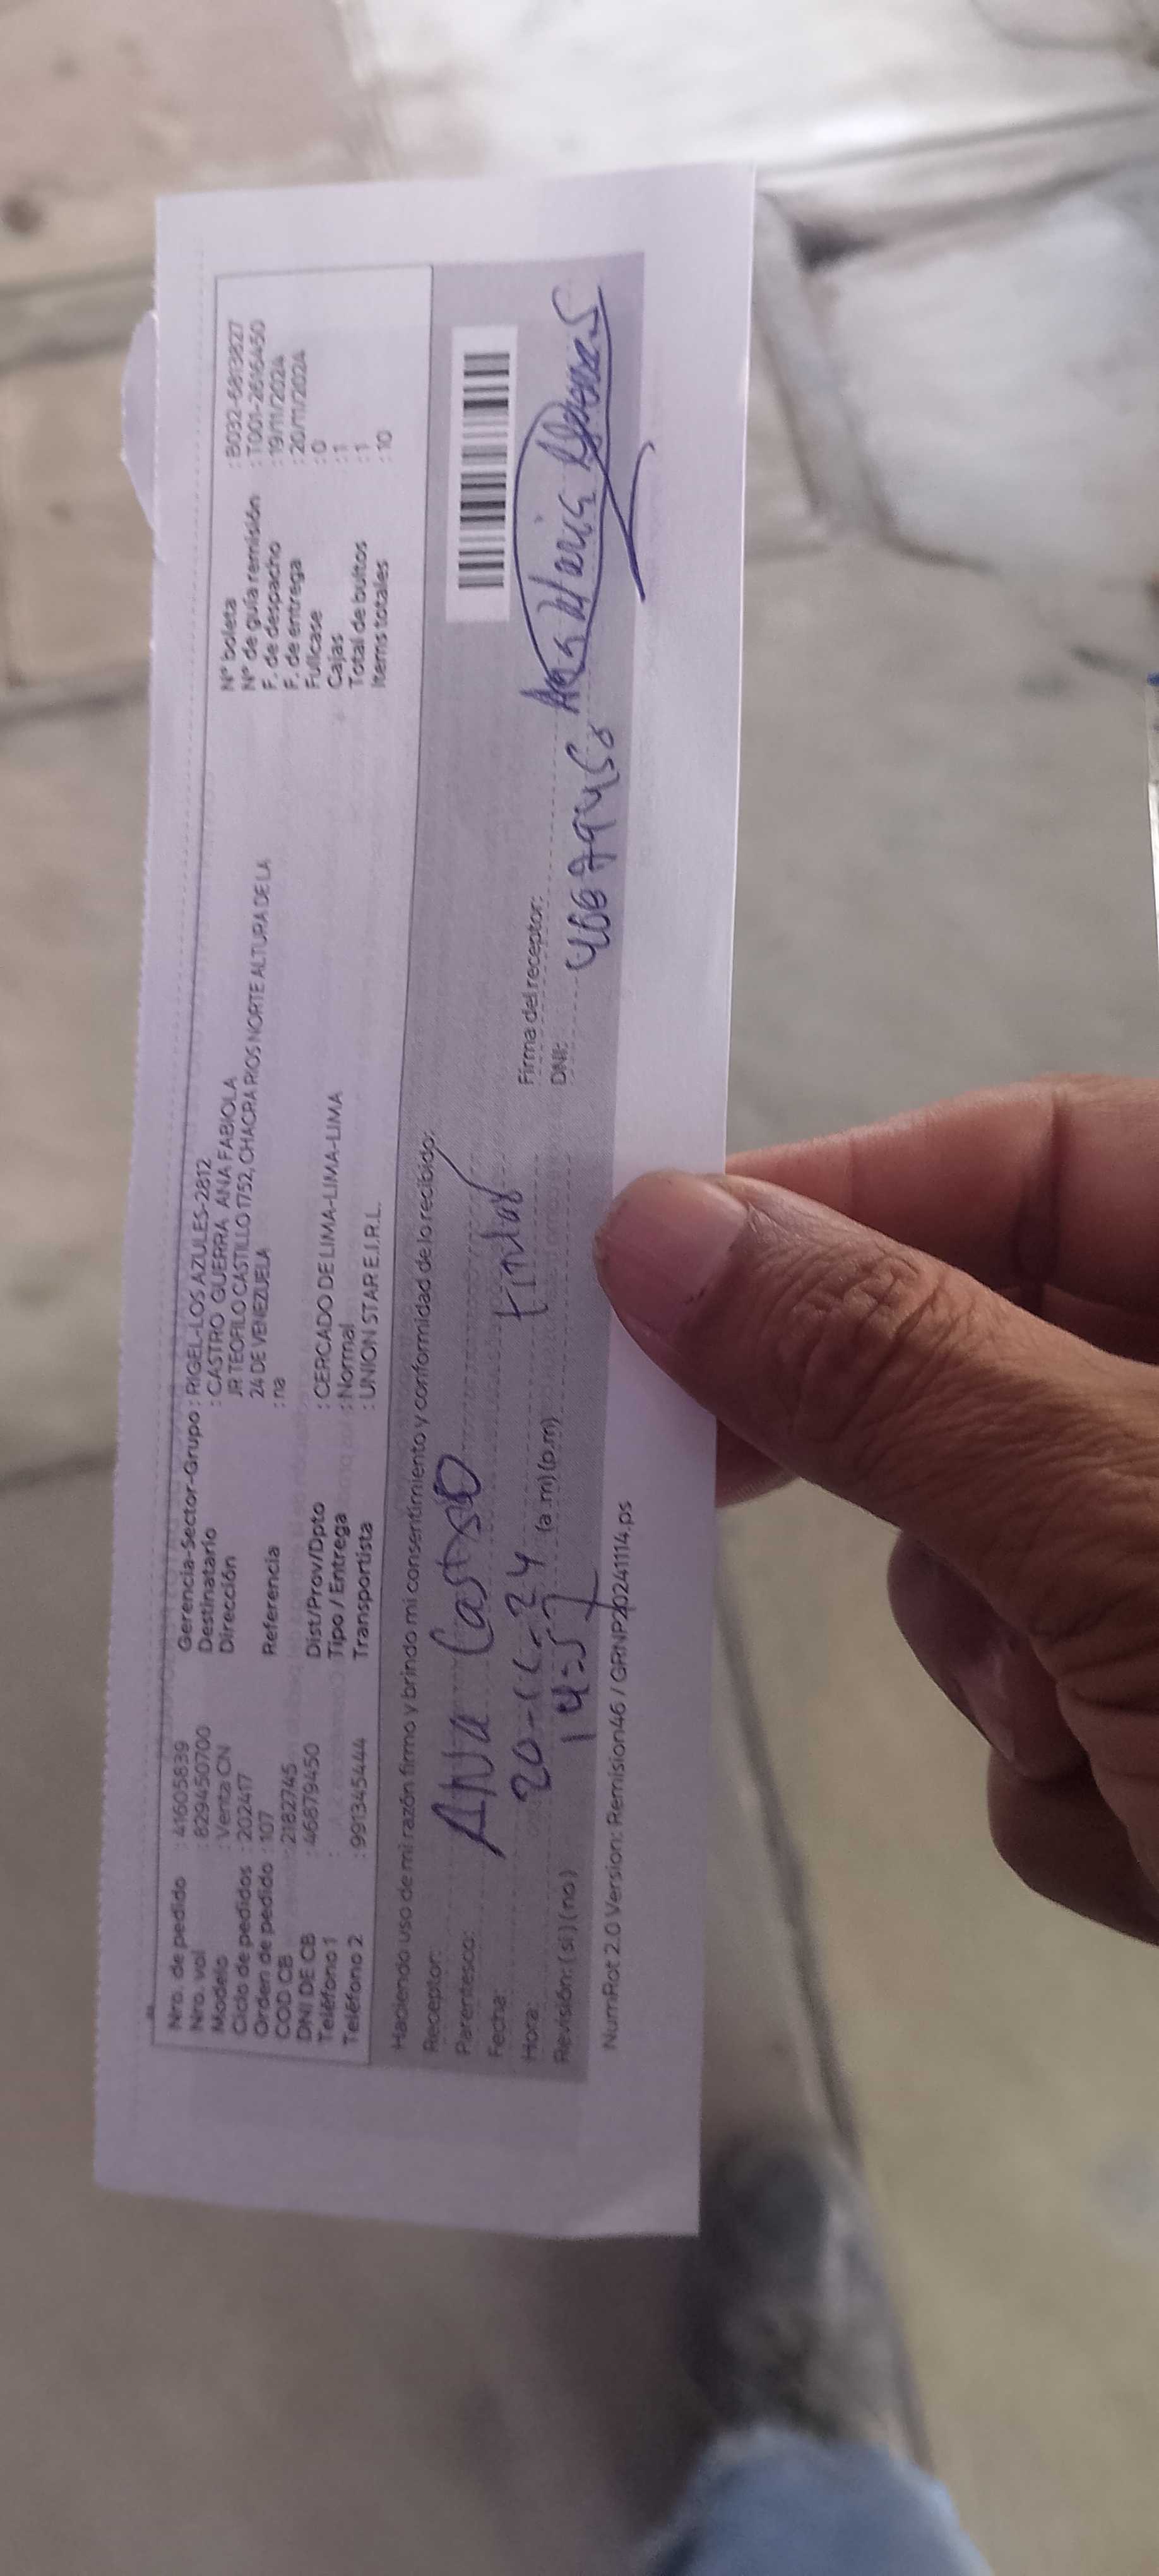 Nro. de pedido : 41605839
Nro. vol : 829450700
Modelo : Venta CN
Ciclo de pedidos : 202417
Orden de pedido : 107
COD CB : 2182745
DNI DE CB : 46879450
Teléfono 1 :
Teléfono 2 : 991345444
Gerencia-Sector-Grupo : RIGEL-LOS AZULES-2812
Destinatario : CASTRO GUERRA ANA FABIOLA
Dirección JR TEOFILO CASTILLO 1752, CHACRA RIOS NORTE ALTURA DE LA
24 DE VENEZUELA
Referencia : na
Dist/Prov/Dpto : CERCADO DE LIMA-LIMA-LIMA
Tipo / Entrega : Normal
Transportista : UNION STAR E.I.R.L.
N° boleta : B032-6813827
N° de guía remisión : T001-2616450
F. de despacho : 19/11/2024
F. de entrega : 20/11/2024
Fullcase : 0
Cajas : 1
Total de bultos : 1
Items totales : 10
Haciendo uso de mi razón firmo y brindo mi consentimiento y conformidad de lo recibido:
Receptor: Ana Castro
Parentesco: titular
Fecha: 20-11-24
Hora: 14:57 (a.m) (p.m)
Revisión: (si) (no)
Firma del receptor: Ana Maria
DNI: 46879450
NumRot 2.0 Version: Remision46 / GRNP20241114.ps